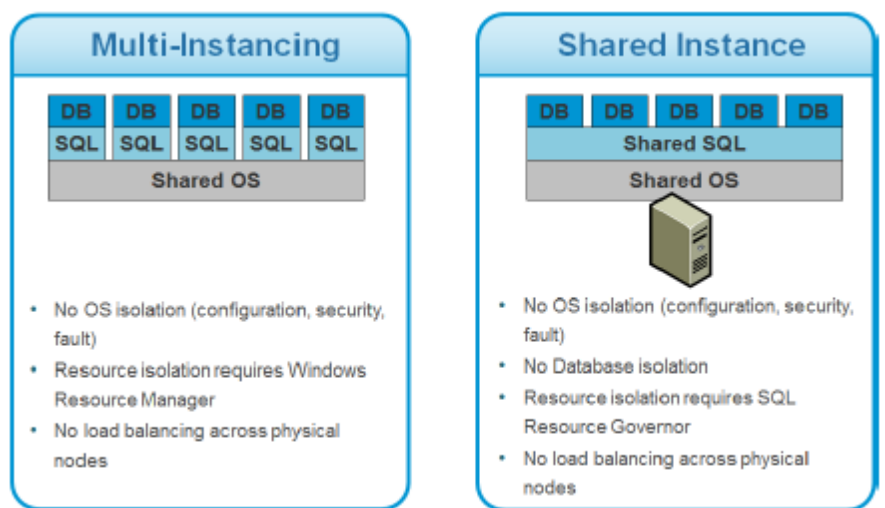 Multi-Instancing
DB DB DB DB DB
SQL SQL SQL SQL SQL
Shared OS
• No OS isolation (configuration, security,
fault)
• Resource isolation requires Windows
Resource Manager
• No load balancing across physical
nodes
Shared Instance
DB DB DB DB DB
Shared SQL
Shared OS
• No OS isolation (configuration, security,
fault)
• No Database isolation
• Resource isolation requires SQL
Resource Governor
• No load balancing across physical
nodes